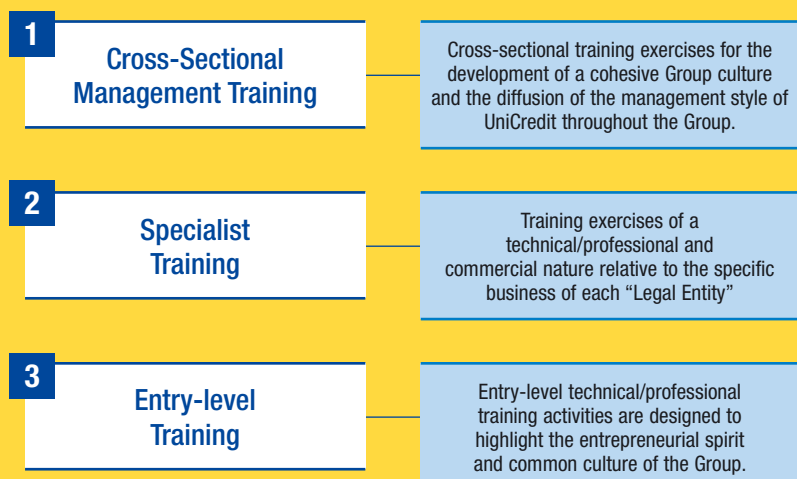 1
Cross-Sectional
Management Training
Cross-sectional training exercises for the
development of a cohesive Group culture
and the diffusion of the management style of
UniCredit throughout the Group.
2
Specialist
Training
Training exercises of a
technical/professional and
commercial nature relative to the specific
business of each “Legal Entity”
3
Entry-level
Training
Entry-level technical/professional
training activities are designed to
highlight the entrepreneurial spirit
and common culture of the Group.